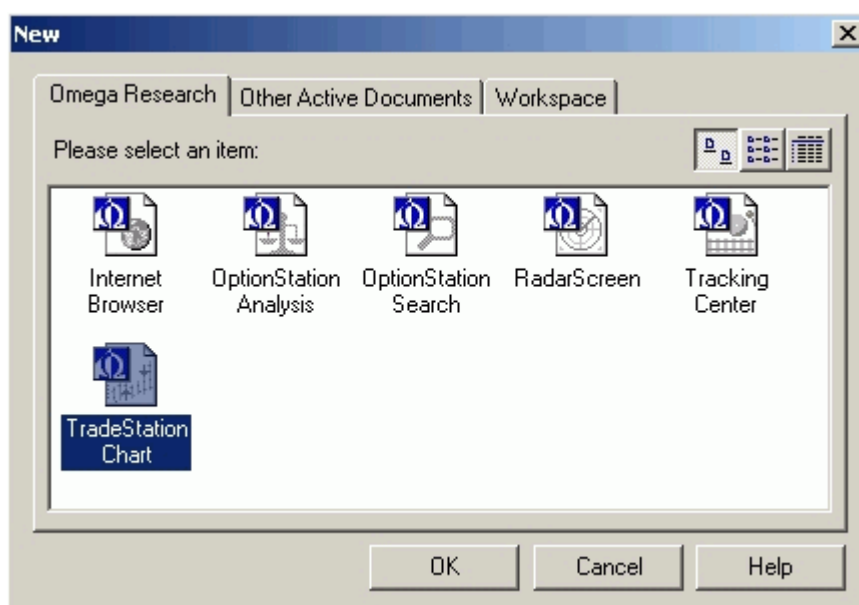 New
Omega Research Other Active Documents Workspace
Please select an item:
Internet Browser
OptionStation Analysis
OptionStation Search
RadarScreen
Tracking Center
TradeStation Chart
OK Cancel Help